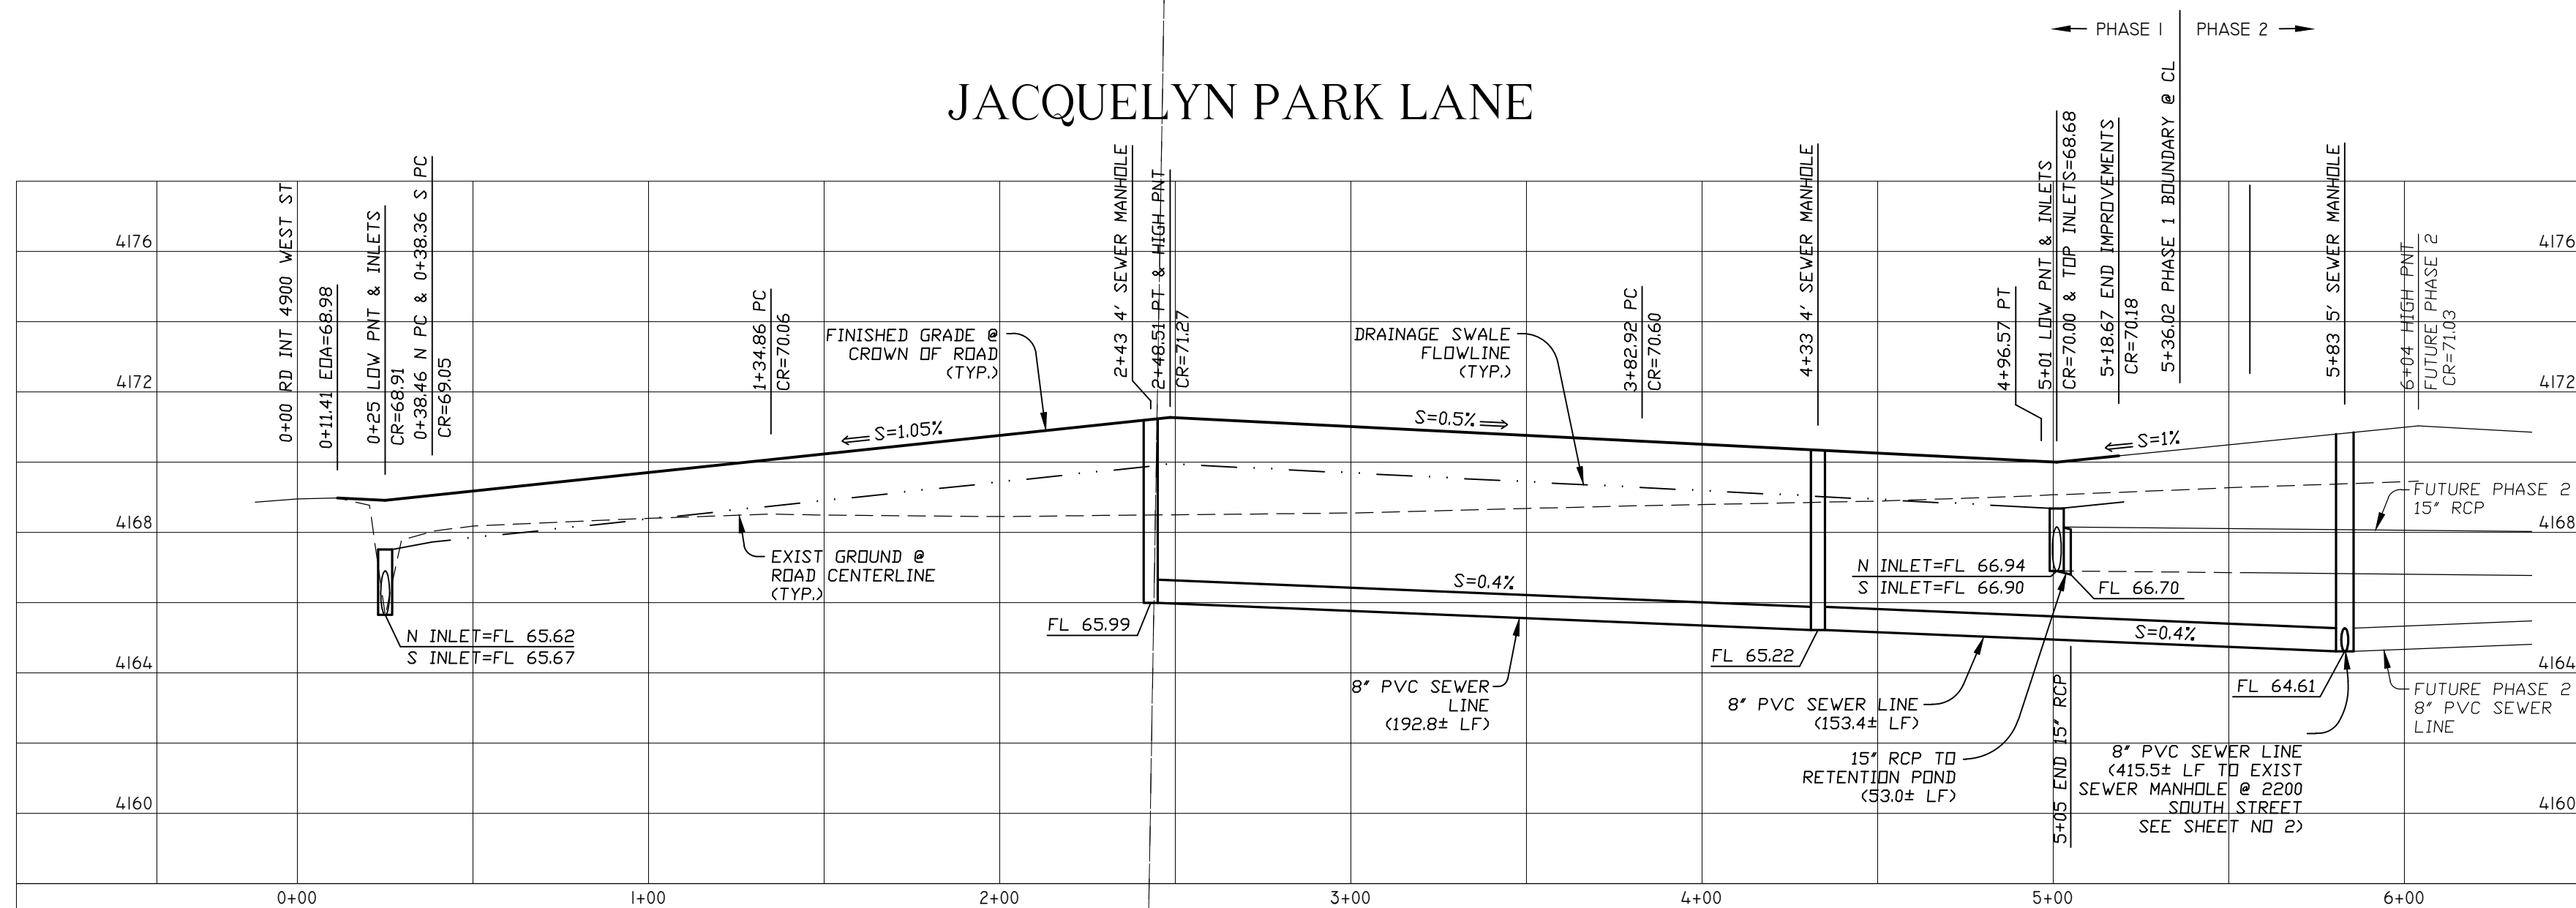 ← PHASE 1
PHASE 2 →
JACQUELYN PARK LANE
0+00 RD INT 4900 WEST ST
0+11.41 EOA=68.98
0+25 LOW PNT & INLETS
CR=68.91
0+38.46 N PC & 0+38.36 S PC
CR=69.05
1+34.86 PC
CR=70.06
FINISHED GRADE @
CROWN OF ROAD
(TYP.)
2+43 4' SEWER MANHOLE
2+48.51 PT & HIGH PNT
CR=71.27
DRAINAGE SWALE
FLOWLINE
(TYP.)
3+82.92 PC
CR=70.60
4+33 4' SEWER MANHOLE
4+96.57 PT
5+01 LOW PNT & INLETS
CR=70.00 & TOP INLETS=68.68
5+18.67 END IMPROVEMENTS
CR=70.18
5+36.02 PHASE 1 BOUNDARY @ CL
5+83 5' SEWER MANHOLE
6+04 HIGH PNT
FUTURE PHASE 2
CR=71.03
4176
4176
4172
4172
S=1.05%
S=0.5%
S=1%
4168
4168
FUTURE PHASE 2
15" RCP
EXIST GROUND @
ROAD CENTERLINE
(TYP.)
S=0.4%
N INLET=FL 66.94
S INLET=FL 66.90
FL 66.70
N INLET=FL 65.62
S INLET=FL 65.67
FL 65.99
S=0.4%
FL 65.22
4164
4164
FL 64.61
8" PVC SEWER
LINE
(192.8± LF)
8" PVC SEWER LINE
(153.4± LF)
FUTURE PHASE 2
8" PVC SEWER
LINE
15" RCP TO
RETENTION POND
(53.0± LF)
5+05 END 15" RCP
8" PVC SEWER LINE
(415.5± LF TO EXIST
SEWER MANHOLE @ 2200
SOUTH STREET
SEE SHEET NO 2)
4160
4160
0+00
1+00
2+00
3+00
4+00
5+00
6+00